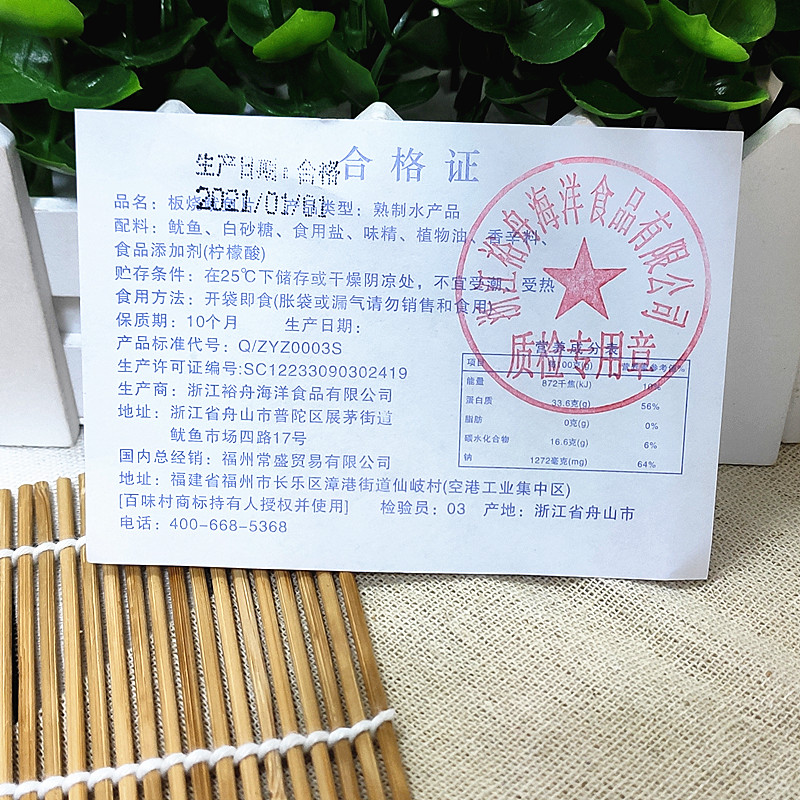 合格证
生产日期：合格
2021/01/01
品名：板烧 类型：熟制水产品
配料：鱿鱼、白砂糖、食用盐、味精、植物油、香辛料、
食品添加剂(柠檬酸)
贮存条件：在25℃下储存或干燥阴凉处，不宜受潮、受热
食用方法：开袋即食(胀袋或漏气请勿销售和食用)
保质期：10个月 生产日期：
产品标准代号：Q/ZYZ0003S
生产许可证编号:SC12233090302419
生产商：浙江裕舟海洋食品有限公司
地址：浙江省舟山市普陀区展茅街道
鱿鱼市场四路17号
国内总经销：福州常盛贸易有限公司
地址：福建省福州市长乐区漳港街道仙岐村(空港工业集中区)
[百味村商标持有人授权并使用] 检验员：03 产地：浙江省舟山市
电话：400-668-5368
浙江裕舟海洋食品有限公司
质检专用章
营养成分表
项目 100克(g) 营养素参考值%
能量 872千焦(kJ) 10%
蛋白质 33.6克(g) 56%
脂肪 0克(g) 0%
碳水化合物 16.6克(g) 6%
钠 1272毫克(mg) 64%